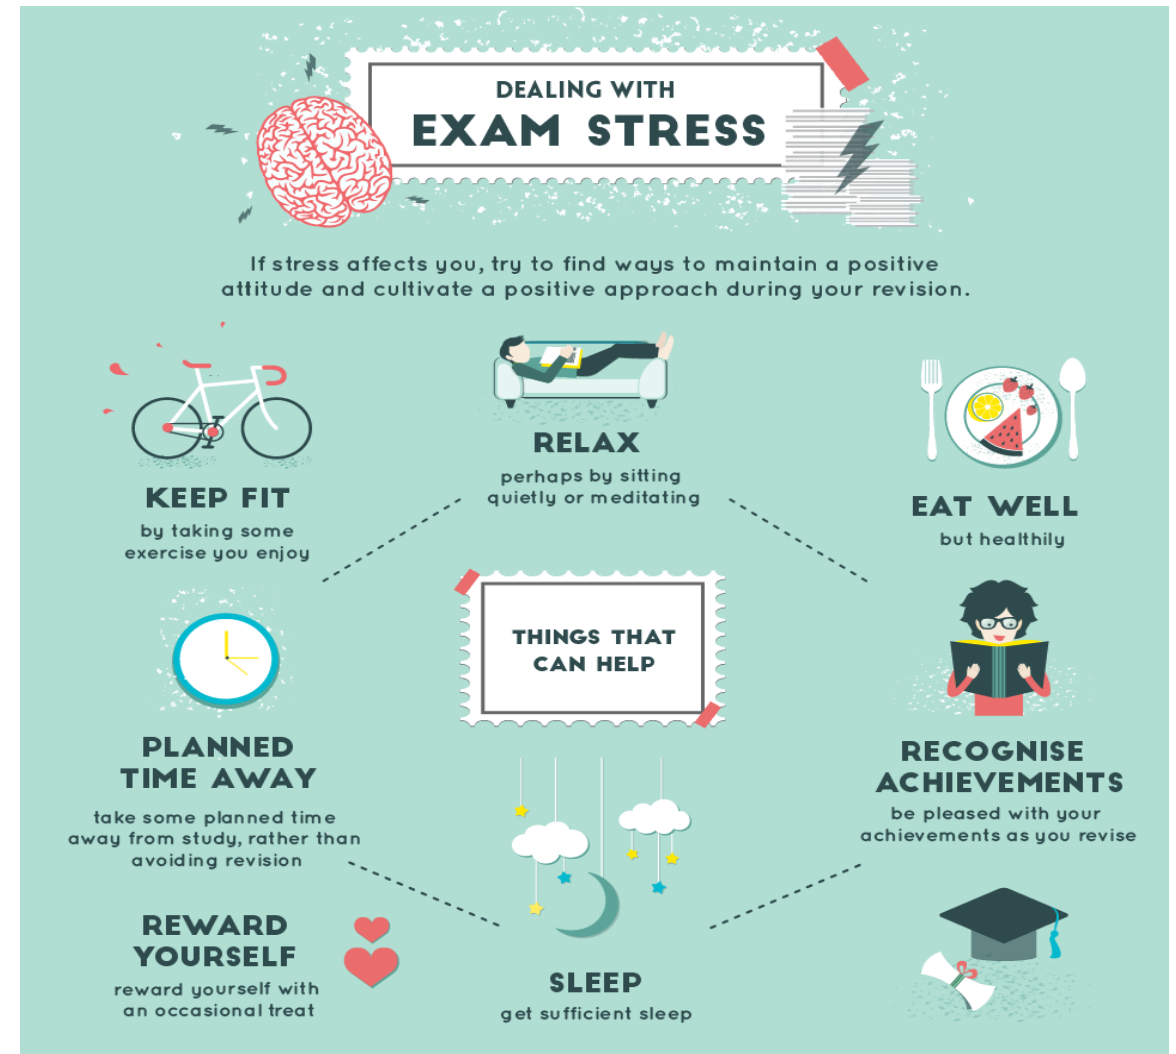 DEALING WITH
EXAM STRESS
If stress affects you, try to find ways to maintain a positive
attitude and cultivate a positive approach during your revision.
KEEP FIT
by taking some
exercise you enjoy
RELAX
perhaps by sitting
quietly or meditating
EAT WELL
but healthily
THINGS THAT
CAN HELP
PLANNED
TIME AWAY
take some planned time
away from study, rather than
avoiding revision
RECOGNISE
ACHIEVEMENTS
be pleased with your
achievements as you revise
REWARD
YOURSELF
reward yourself with
an occasional treat
SLEEP
get sufficient sleep